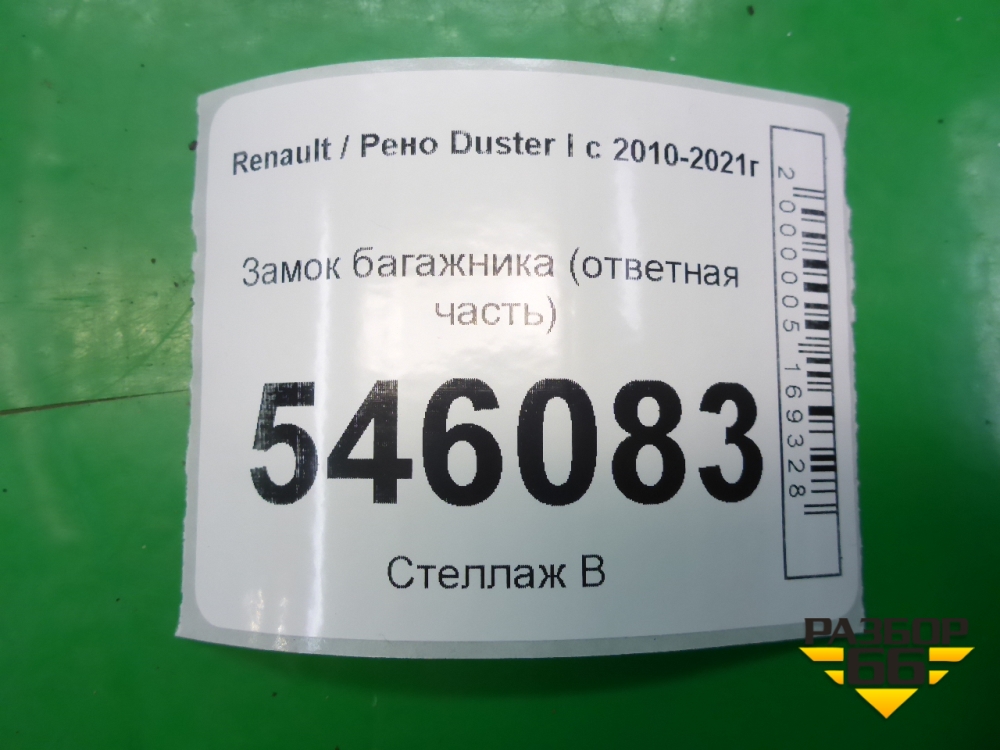 Renault / Рено Duster I с 2010-2021г
Замок багажника (ответная
часть)
546083
Стеллаж В
2000005169328
РАЗБОР
66